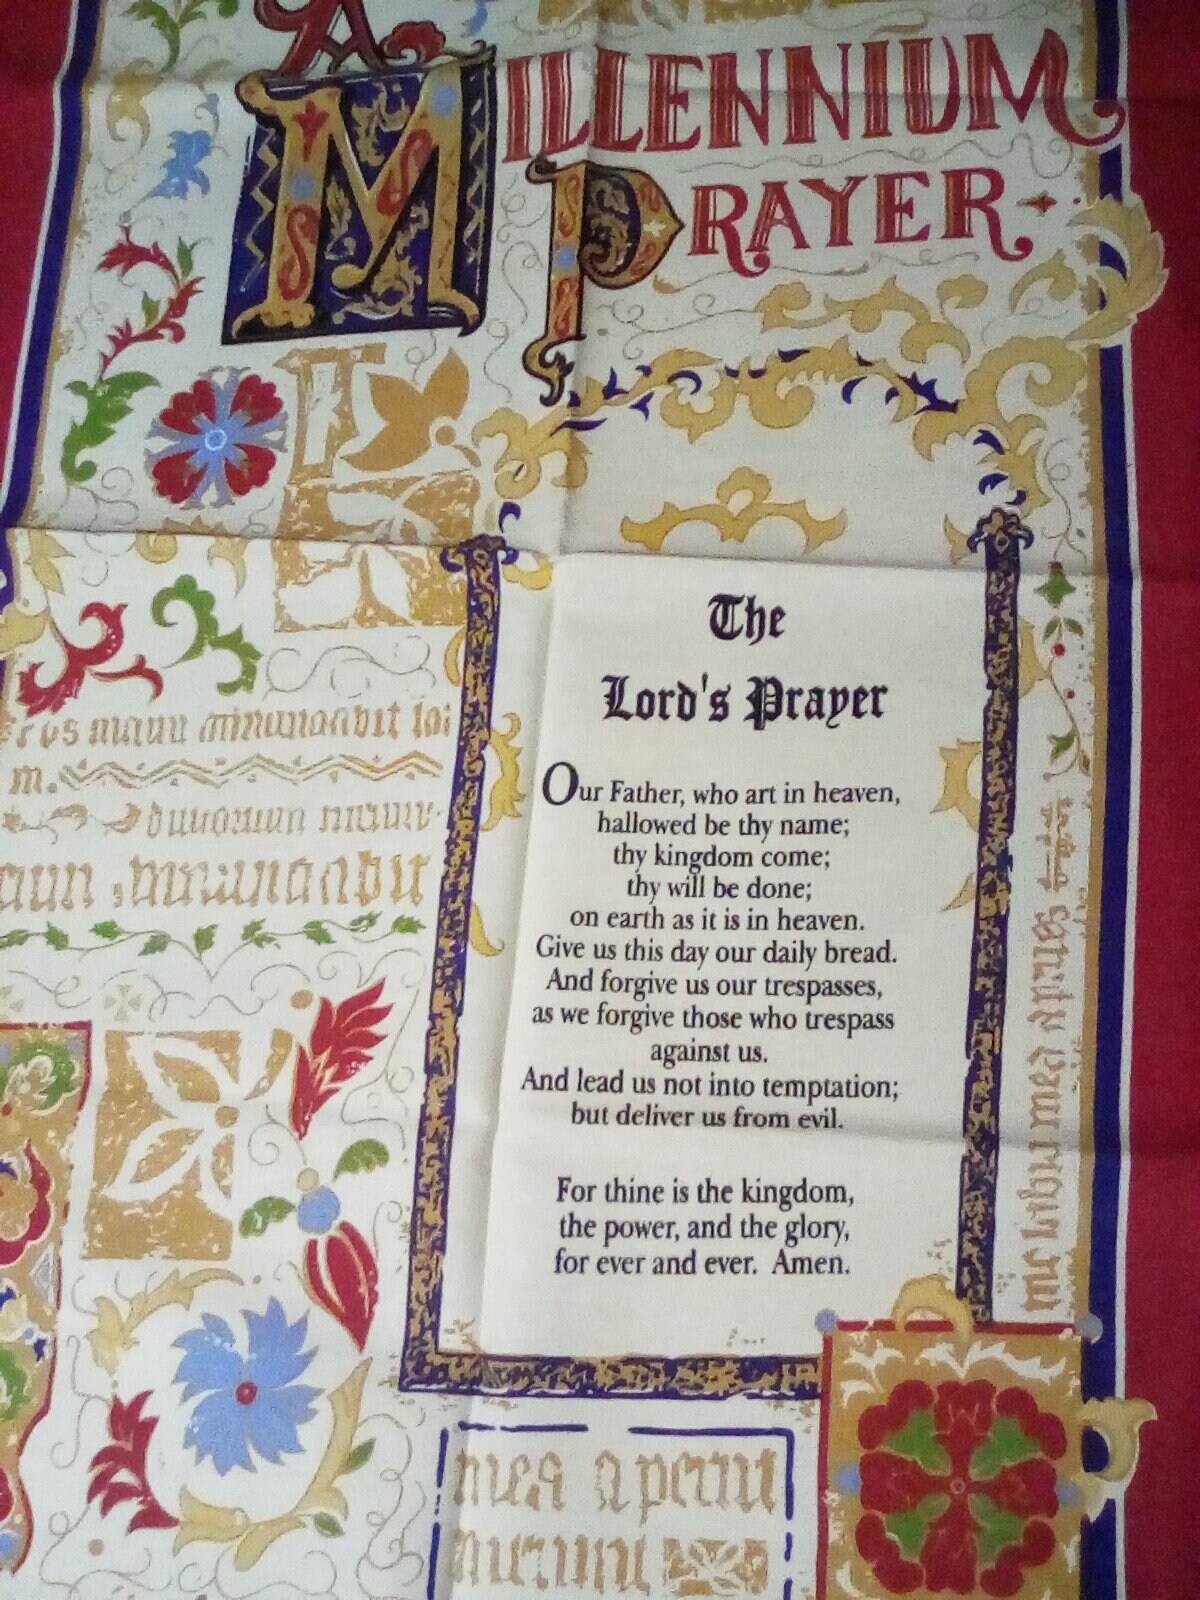 A
MILLENNIUM
PRAYER
The
Lord's Prayer
Our Father, who art in heaven,
hallowed be thy name;
thy kingdom come;
thy will be done;
on earth as it is in heaven.
Give us this day our daily bread.
And forgive us our trespasses,
as we forgive those who trespass
against us.
And lead us not into temptation;
but deliver us from evil.
For thine is the kingdom,
the power, and the glory,
for ever and ever. Amen.